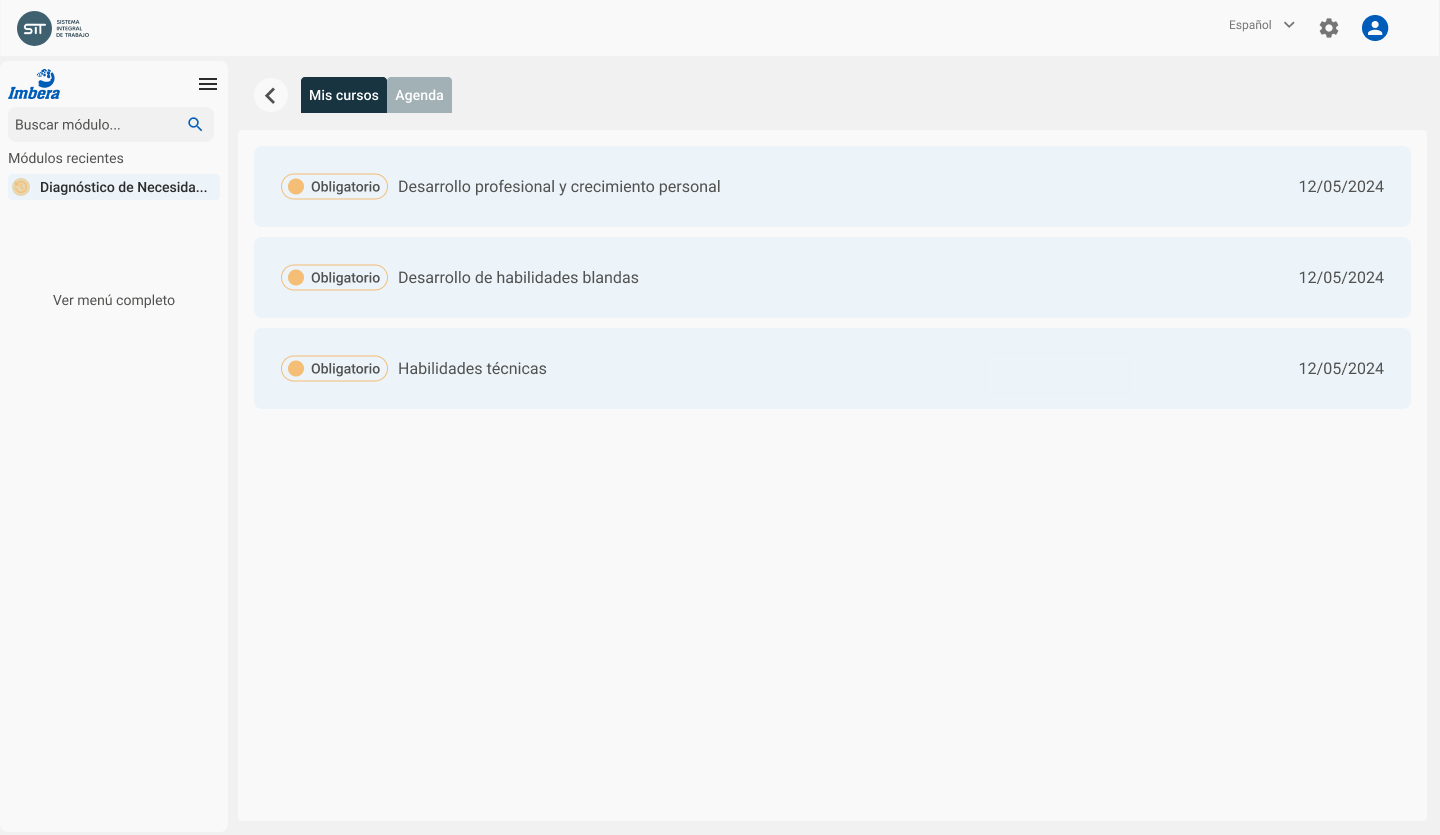 SiT
SISTEMA
INTEGRAL
DE TRABAJO
Español
Imbera
Buscar módulo...
Módulos recientes
Diagnóstico de Necesida...
Ver menú completo
Mis cursos
Agenda
Obligatorio Desarrollo profesional y crecimiento personal 12/05/2024
Obligatorio Desarrollo de habilidades blandas 12/05/2024
Obligatorio Habilidades técnicas 12/05/2024